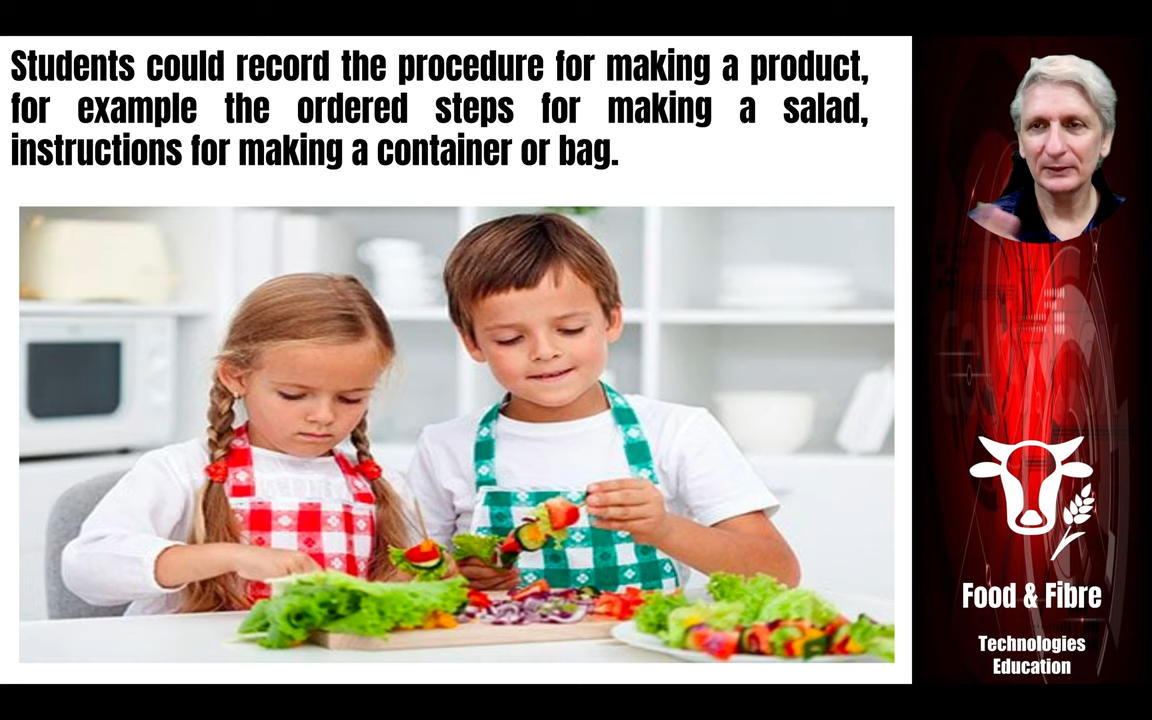 Students could record the procedure for making a product,
for example the ordered steps for making a salad,
instructions for making a container or bag.
Food & Fibre
Technologies
Education